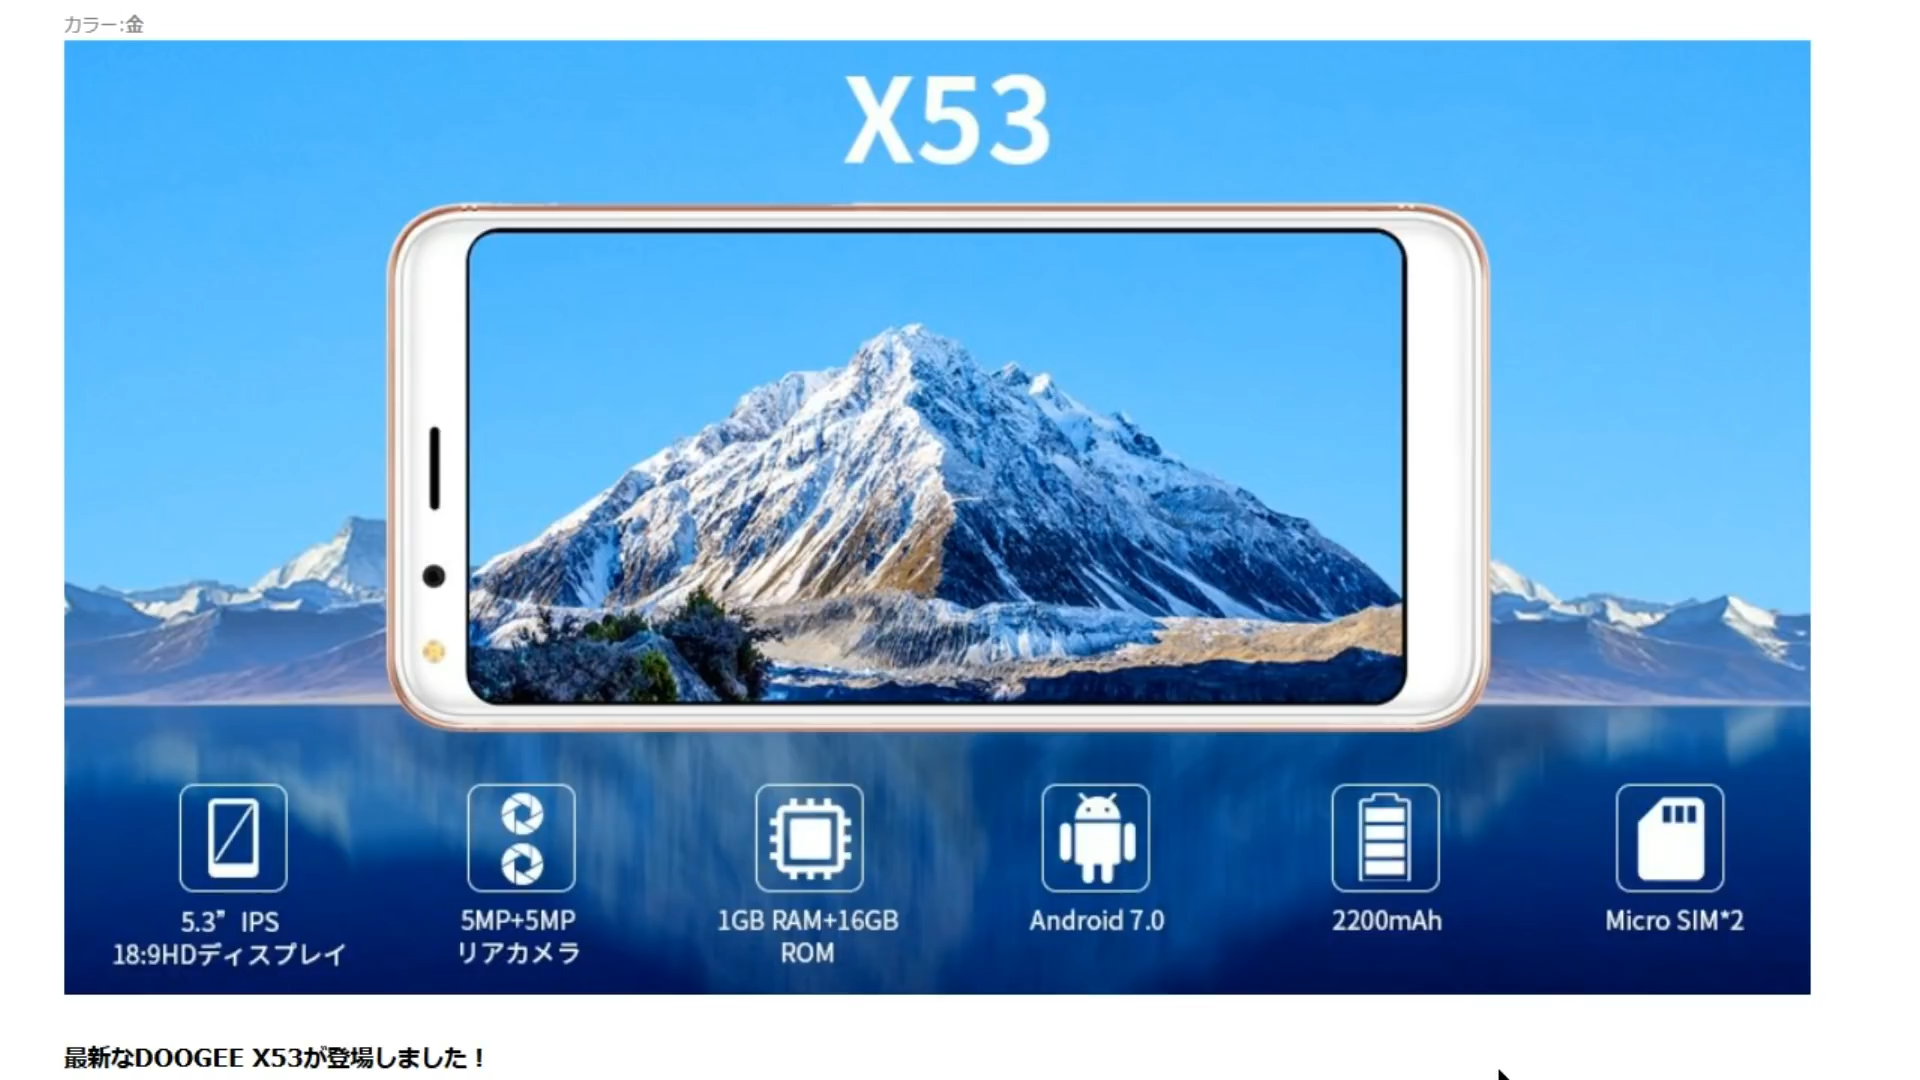 カラー:金
X53
5.3” IPS
18:9HDディスプレイ
5MP+5MP
リアカメラ
1GB RAM+16GB
ROM
Android 7.0
2200mAh
Micro SIM*2
最新なDOOGEE X53が登場しました！